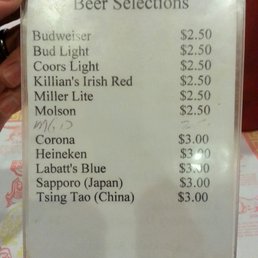 Beer Selections
Budweiser $2.50
Bud Light $2.50
Coors Light $2.50
Killian's Irish Red $2.50
Miller Lite $2.50
Molson $2.50
Corona $3.00
Heineken $3.00
Labatt's Blue $3.00
Sapporo (Japan) $3.00
Tsing Tao (China) $3.00